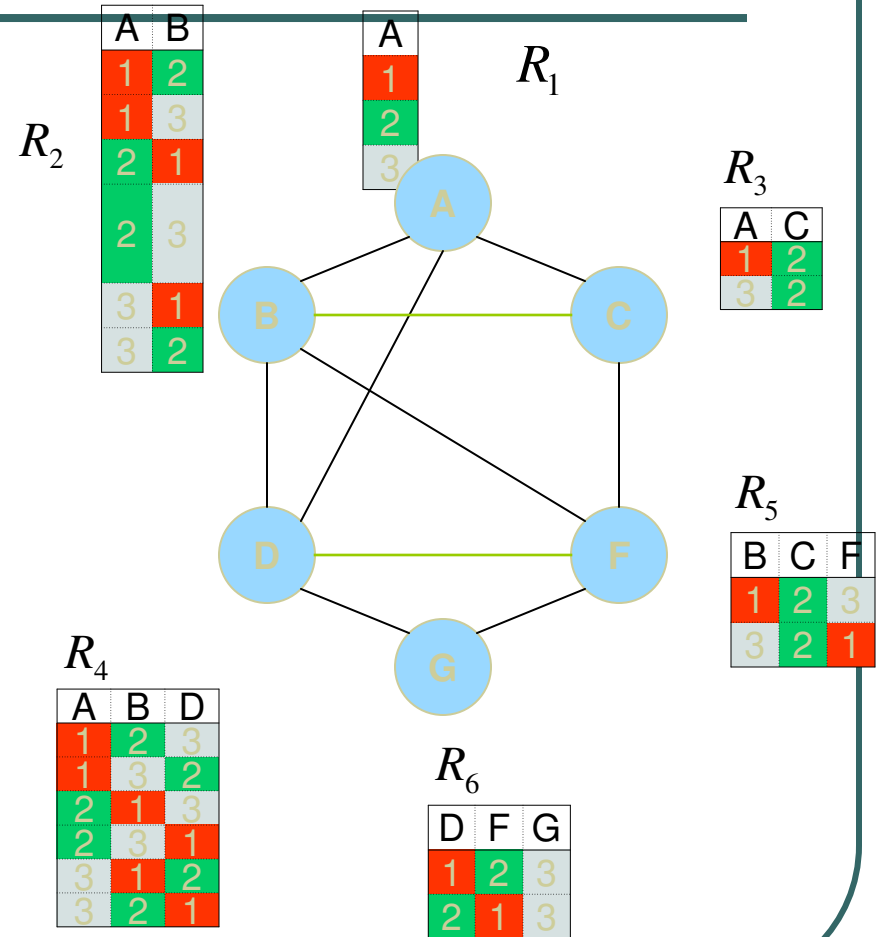 R2
A B
1 2
1 3
2 1
2 3
3 1
3 2
R1
A
1
2
3
R3
A C
1 2
3 2
A
B
C
D
F
G
R5
B C F
1 2 3
3 2 1
R4
A B D
1 2 3
1 3 2
2 1 3
2 3 1
3 1 2
3 2 1
R6
D F G
1 2 3
2 1 3